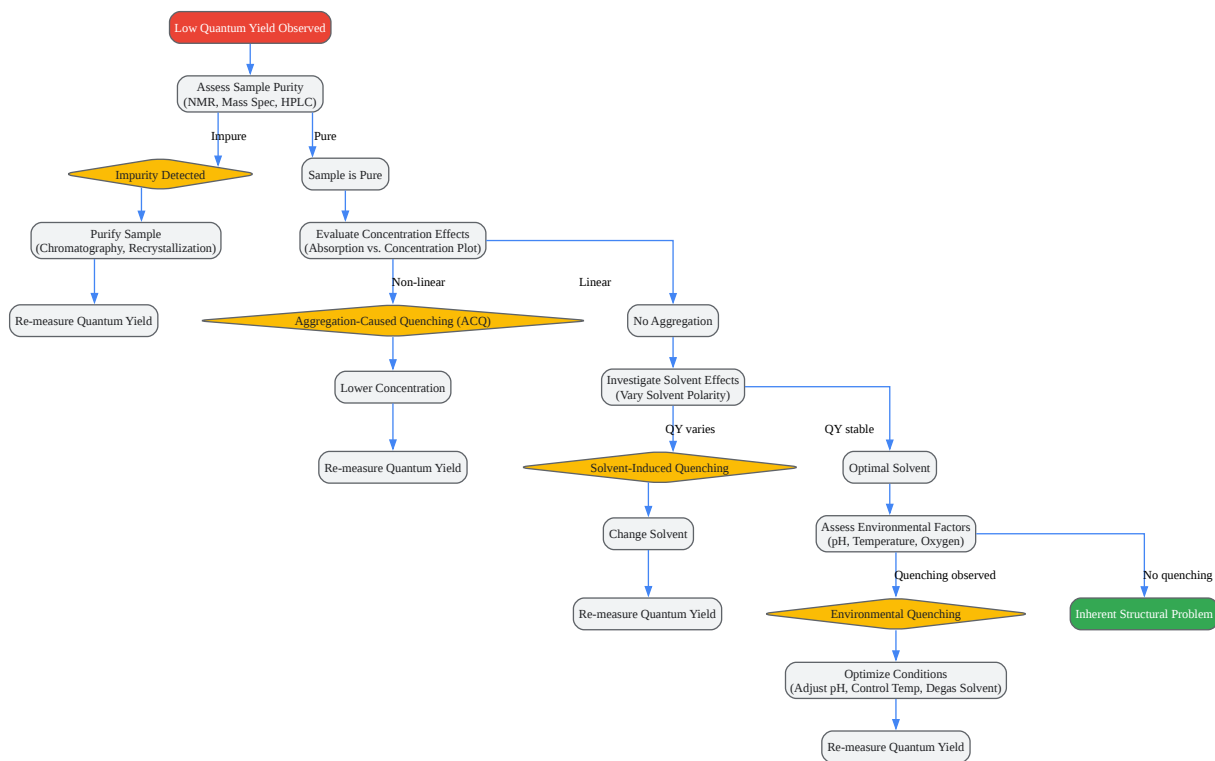 Low Quantum Yield Observed
Assess Sample Purity
(NMR, Mass Spec, HPLC)
Impure
Pure
Impurity Detected
Sample is Pure
Purify Sample
(Chromatography, Recrystallization)
Evaluate Concentration Effects
(Absorption vs. Concentration Plot)
Non-linear
Linear
Re-measure Quantum Yield
Aggregation-Caused Quenching (ACQ)
No Aggregation
Lower Concentration
Investigate Solvent Effects
(Vary Solvent Polarity)
QY varies
QY stable
Re-measure Quantum Yield
Solvent-Induced Quenching
Optimal Solvent
Change Solvent
Assess Environmental Factors
(pH, Temperature, Oxygen)
Quenching observed
No quenching
Re-measure Quantum Yield
Environmental Quenching
Inherent Structural Problem
Optimize Conditions
(Adjust pH, Control Temp, Degas Solvent)
Re-measure Quantum Yield